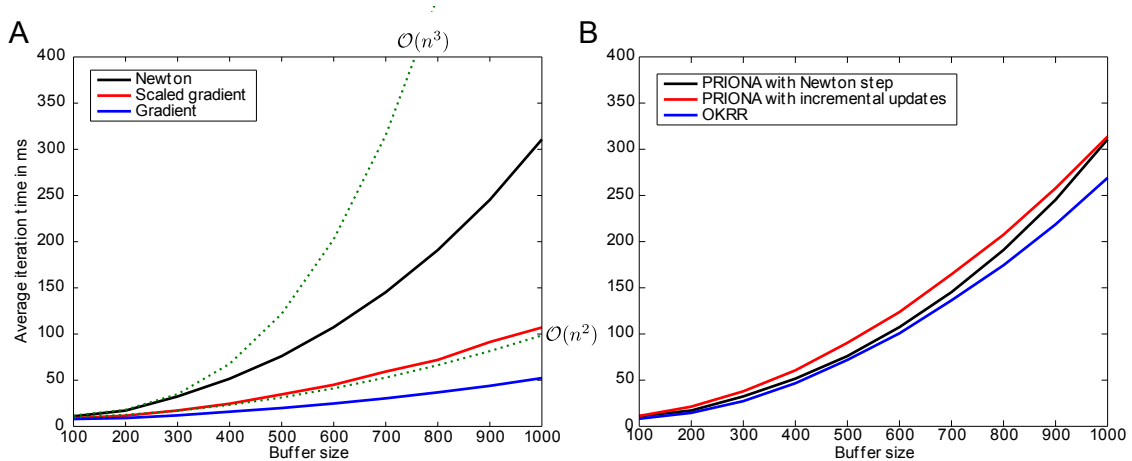 A
B
O(n³)
400
350
300
250
200
150
100
50
0
Newton
Scaled gradient
Gradient
O(n²)
100 200 300 400 500 600 700 800 900 1000
Buffer size
Average iteration time in ms
400
350
300
250
200
150
100
50
0
PRIONA with Newton step
PRIONA with incremental updates
OKRR
100 200 300 400 500 600 700 800 900 1000
Buffer size